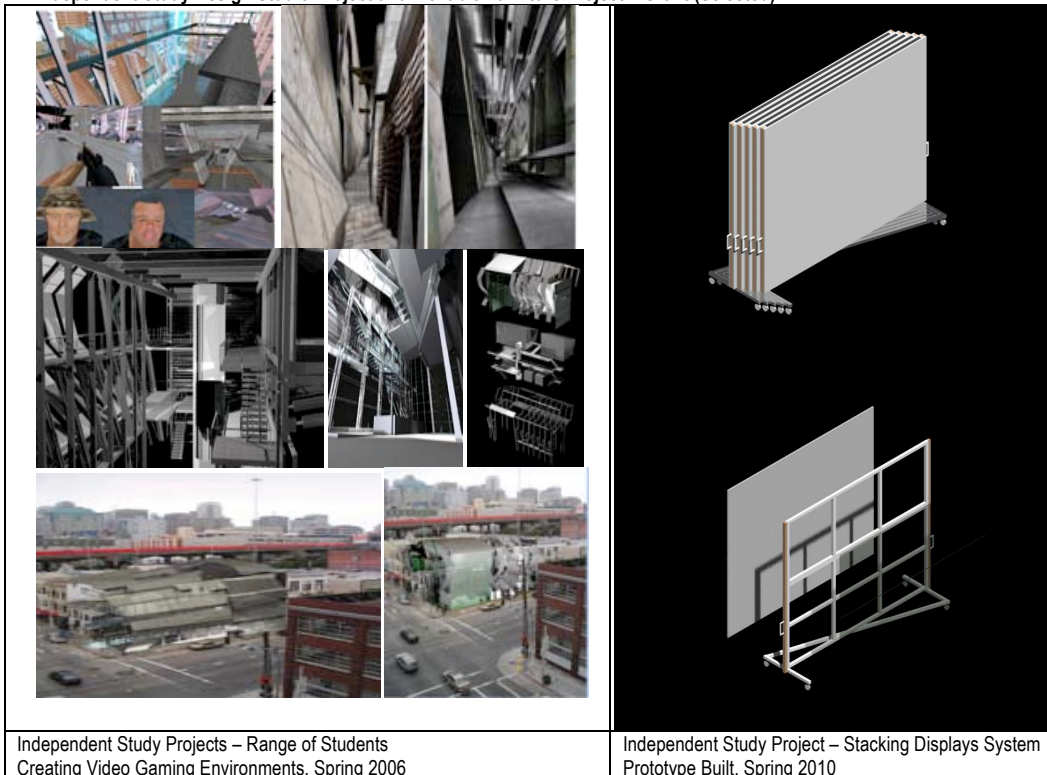 Independent Study Projects – Range of Students
Creating Video Gaming Environments, Spring 2006
Independent Study Project – Stacking Displays System
Prototype Built, Spring 2010